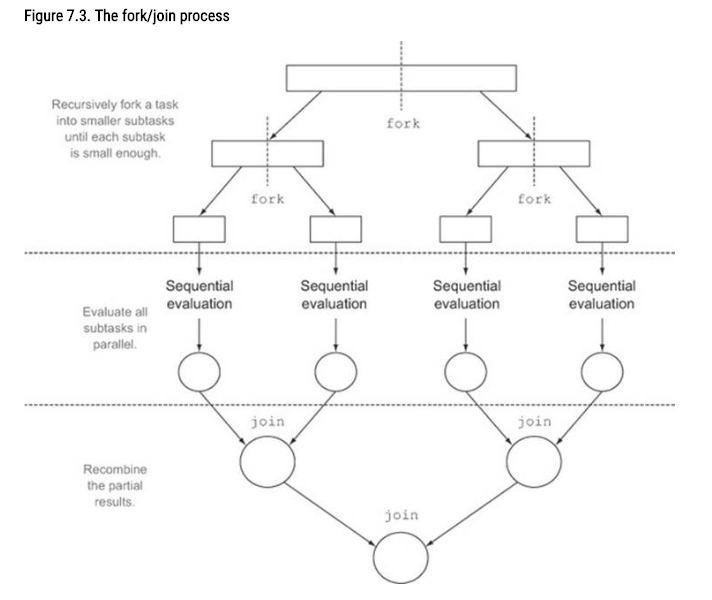 Figure 7.3. The fork/join process
Recursively fork a task
into smaller subtasks
until each subtask
is small enough.
fork
fork
fork
Sequential
evaluation
Sequential
evaluation
Sequential
evaluation
Sequential
evaluation
Evaluate all
subtasks in
parallel.
join
join
Recombine
the partial
results.
join